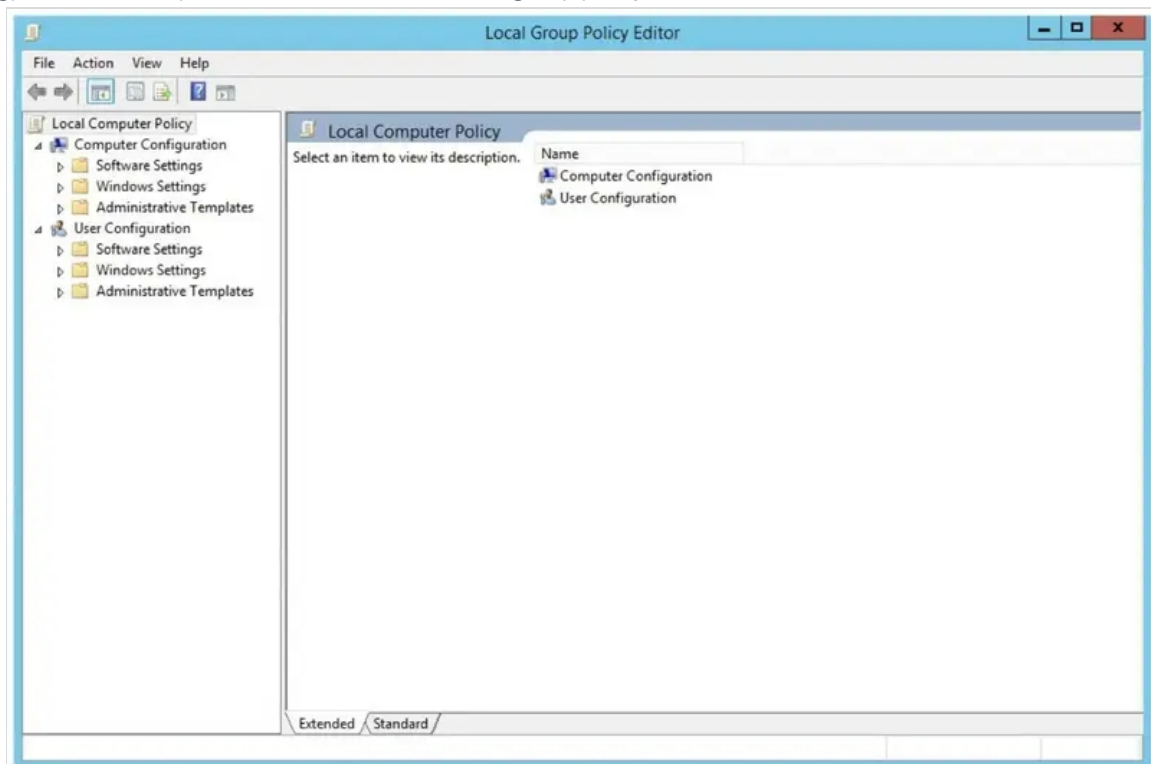 Local Group Policy Editor
File Action View Help
Local Computer Policy
Computer Configuration
Software Settings
Windows Settings
Administrative Templates
User Configuration
Software Settings
Windows Settings
Administrative Templates
Local Computer Policy
Select an item to view its description.
Name
Computer Configuration
User Configuration
Extended Standard